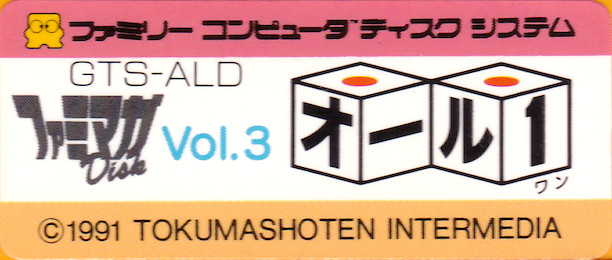 ファミリー コンピュータ ディスク システム
GTS-ALD
ファミマガ Disk Vol.3 オール1
ワン
©1991 TOKUMASHOTEN INTERMEDIA